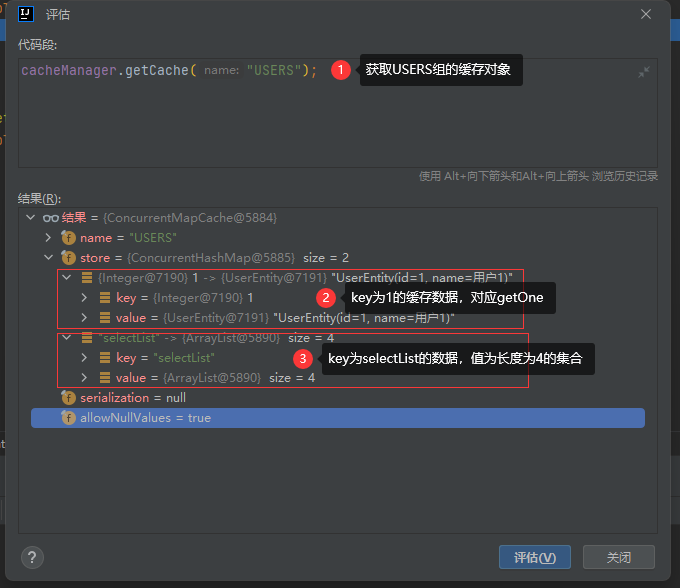 IJ 评估
代码段:
cacheManager.getCache( name: "USERS");
1 获取USERS组的缓存对象
使用 Alt+向下箭头和Alt+向上箭头 浏览历史记录
结果(R):
结果 = {ConcurrentMapCache@5884}
f name = "USERS"
f store = {ConcurrentHashMap@5885} size = 2
{Integer@7190} 1 -> {UserEntity@7191} "UserEntity(id=1, name=用户1)"
key = {Integer@7190} 1
2 key为1的缓存数据，对应getOne
value = {UserEntity@7191} "UserEntity(id=1, name=用户1)"
"selectList" -> {ArrayList@5890} size = 4
key = "selectList"
3 key为selectList的数据，值为长度为4的集合
value = {ArrayList@5890} size = 4
f serialization = null
f allowNullValues = true
? 评估(V) 关闭